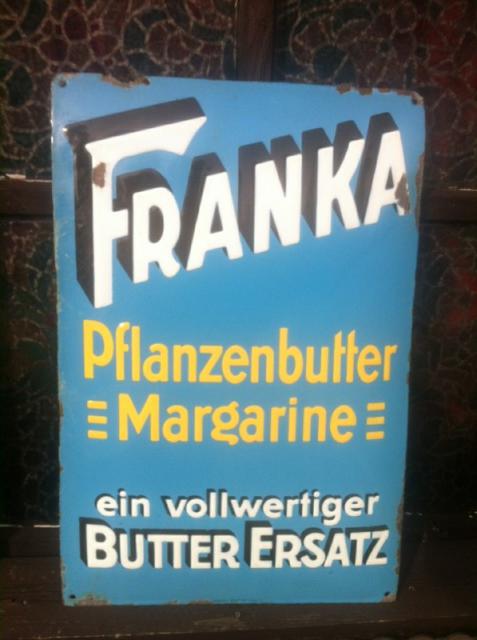 FRANKA
Pflanzenbutter
Margarine
ein vollwertiger
BUTTER ERSATZ